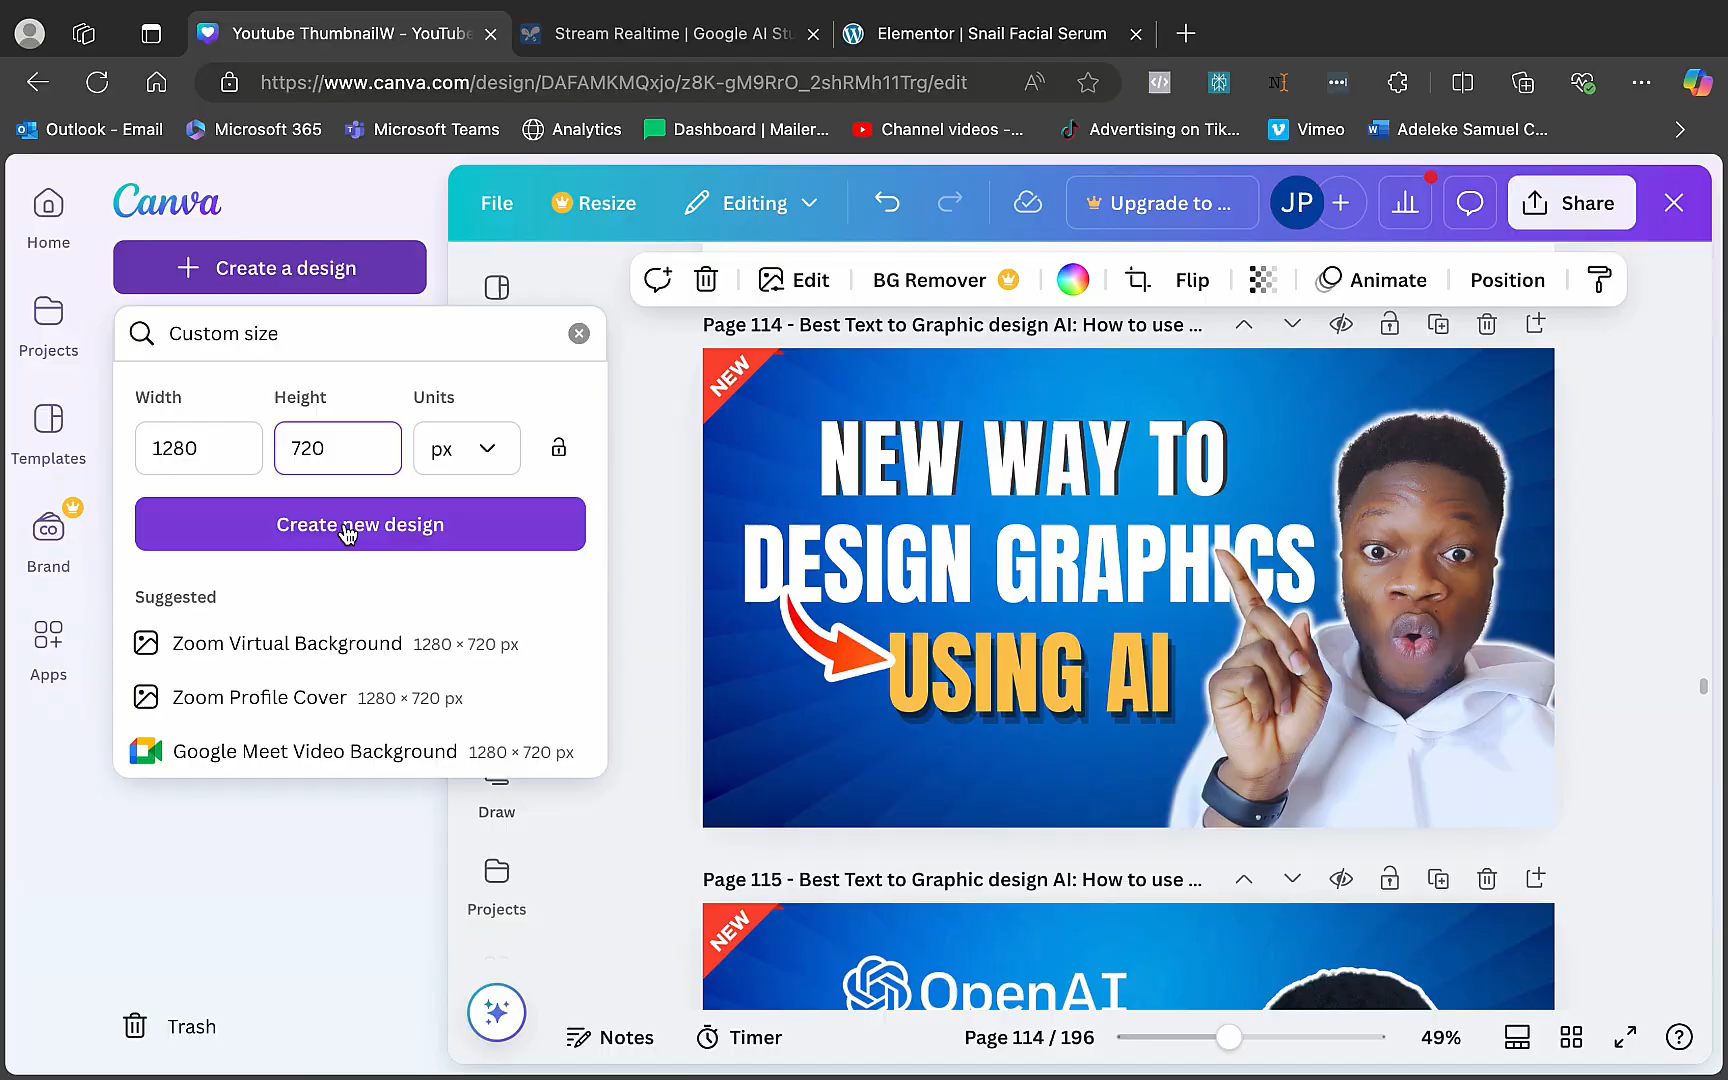 Youtube ThumbnailW - YouTube
Stream Realtime | Google AI Stu
Elementor | Snail Facial Serum
https://www.canva.com/design/DAFAMKMQxjo/z8K-gM9RrO_2shRMh11Trg/edit
Outlook - Email
Microsoft 365
Microsoft Teams
Analytics
Dashboard | Mailer...
Channel videos -...
Advertising on Tik...
Vimeo
Adeleke Samuel C...
Canva
Home
Projects
Templates
Brand
Apps
Create a design
Custom size
Width
Height
Units
1280
720
px
Create new design
Suggested
Zoom Virtual Background 1280 × 720 px
Zoom Profile Cover 1280 × 720 px
Google Meet Video Background 1280 × 720 px
Trash
File
Resize
Editing
Upgrade to ...
JP
Share
Edit
BG Remover
Flip
Animate
Position
Draw
Projects
Page 114 - Best Text to Graphic design AI: How to use ...
NEW
NEW WAY TO
DESIGN GRAPHICS
USING AI
Page 115 - Best Text to Graphic design AI: How to use ...
NEW
OpenAI
Notes
Timer
Page 114 / 196
49%